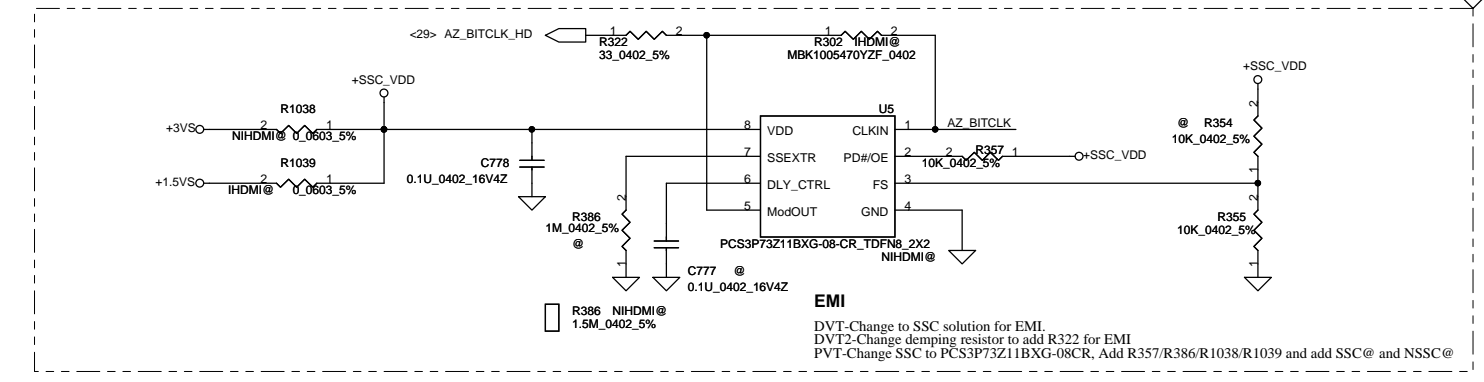 <29> AZ_BITCLK_HD
1
2
R322
33_0402_5%
R302 IHDMI@
2
MBK1005470YZF_0402
+SSC_VDD
+SSC_VDD
R1038
+3VS
2
1
NIHDMI@ 0_0603_5%
R1039
+1.5VS
2
1
IHDMI@ 0_0603_5%
C778
0.1U_0402_16V4Z
U5
8 VDD CLKIN 1 AZ_BITCLK
7 SSEXTR PD#/OE 2
6 DLY_CTRL FS 3
5 ModOUT GND 4
2 R357 1 +SSC_VDD
10K_0402_5%
2
@ R354
10K_0402_5%
1
2
R355
10K_0402_5%
1
2
R386
1M_0402_5%
@
1
PCS3P73Z11BXG-08-CR_TDFN8_2X2
NIHDMI@
C777 @
0.1U_0402_16V4Z
R386 NIHDMI@
1.5M_0402_5%
EMI
DVT-Change to SSC solution for EMI.
DVT2-Change demping resistor to add R322 for EMI
PVT-Change SSC to PCS3P73Z11BXG-08CR, Add R357/R386/R1038/R1039 and add SSC@ and NSSC@